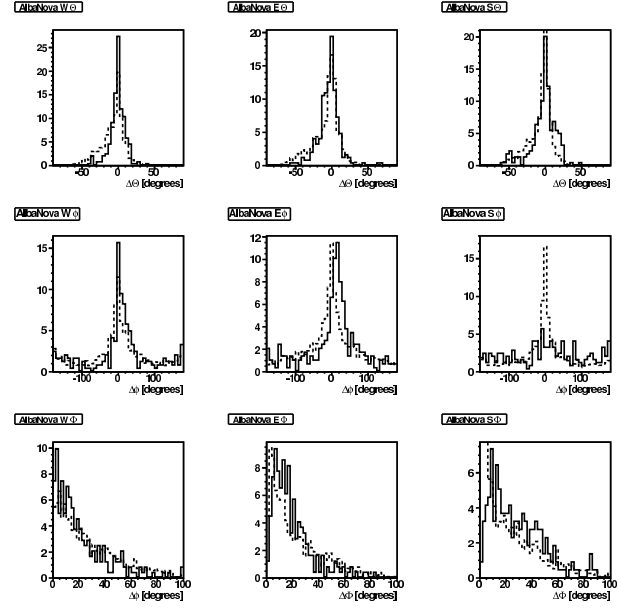 AlbaNova W Θ
AlbaNova E Θ
AlbaNova S Θ
25
20
15
10
5
0
-50 0 50
ΔΘ [degrees]
20
15
10
5
0
-50 0 50
ΔΘ [degrees]
20
15
10
5
0
-50 0 50
ΔΘ [degrees]
AlbaNova W ϕ
AlbaNova E ϕ
AlbaNova S ϕ
15
10
5
0
-100 0 100
Δϕ [degrees]
12
10
8
6
4
2
0
-100 0 100
Δϕ [degrees]
15
10
5
0
-100 0 100
Δϕ [degrees]
AlbaNova W Φ
AlbaNova E Φ
AlbaNova S Φ
10
8
6
4
2
0
0 20 40 60 80 100
Δϕ [degrees]
8
6
4
2
0
0 20 40 60 80 100
ΔΦ [degrees]
6
4
2
0
0 20 40 60 80 100
ΔΦ [degrees]